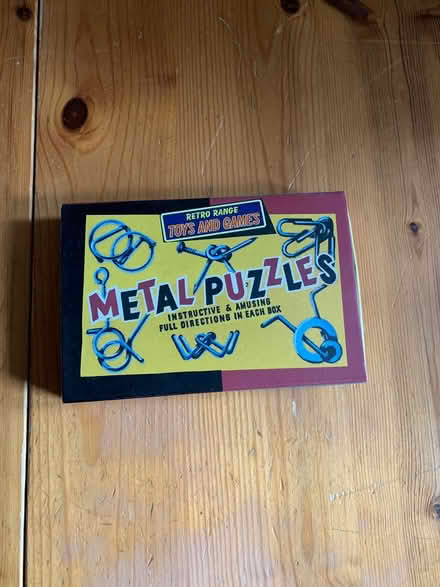 RETRO RANGE
TOYS AND GAMES
METAL PUZZLES
INSTRUCTIVE & AMUSING
FULL DIRECTIONS IN EACH BOX